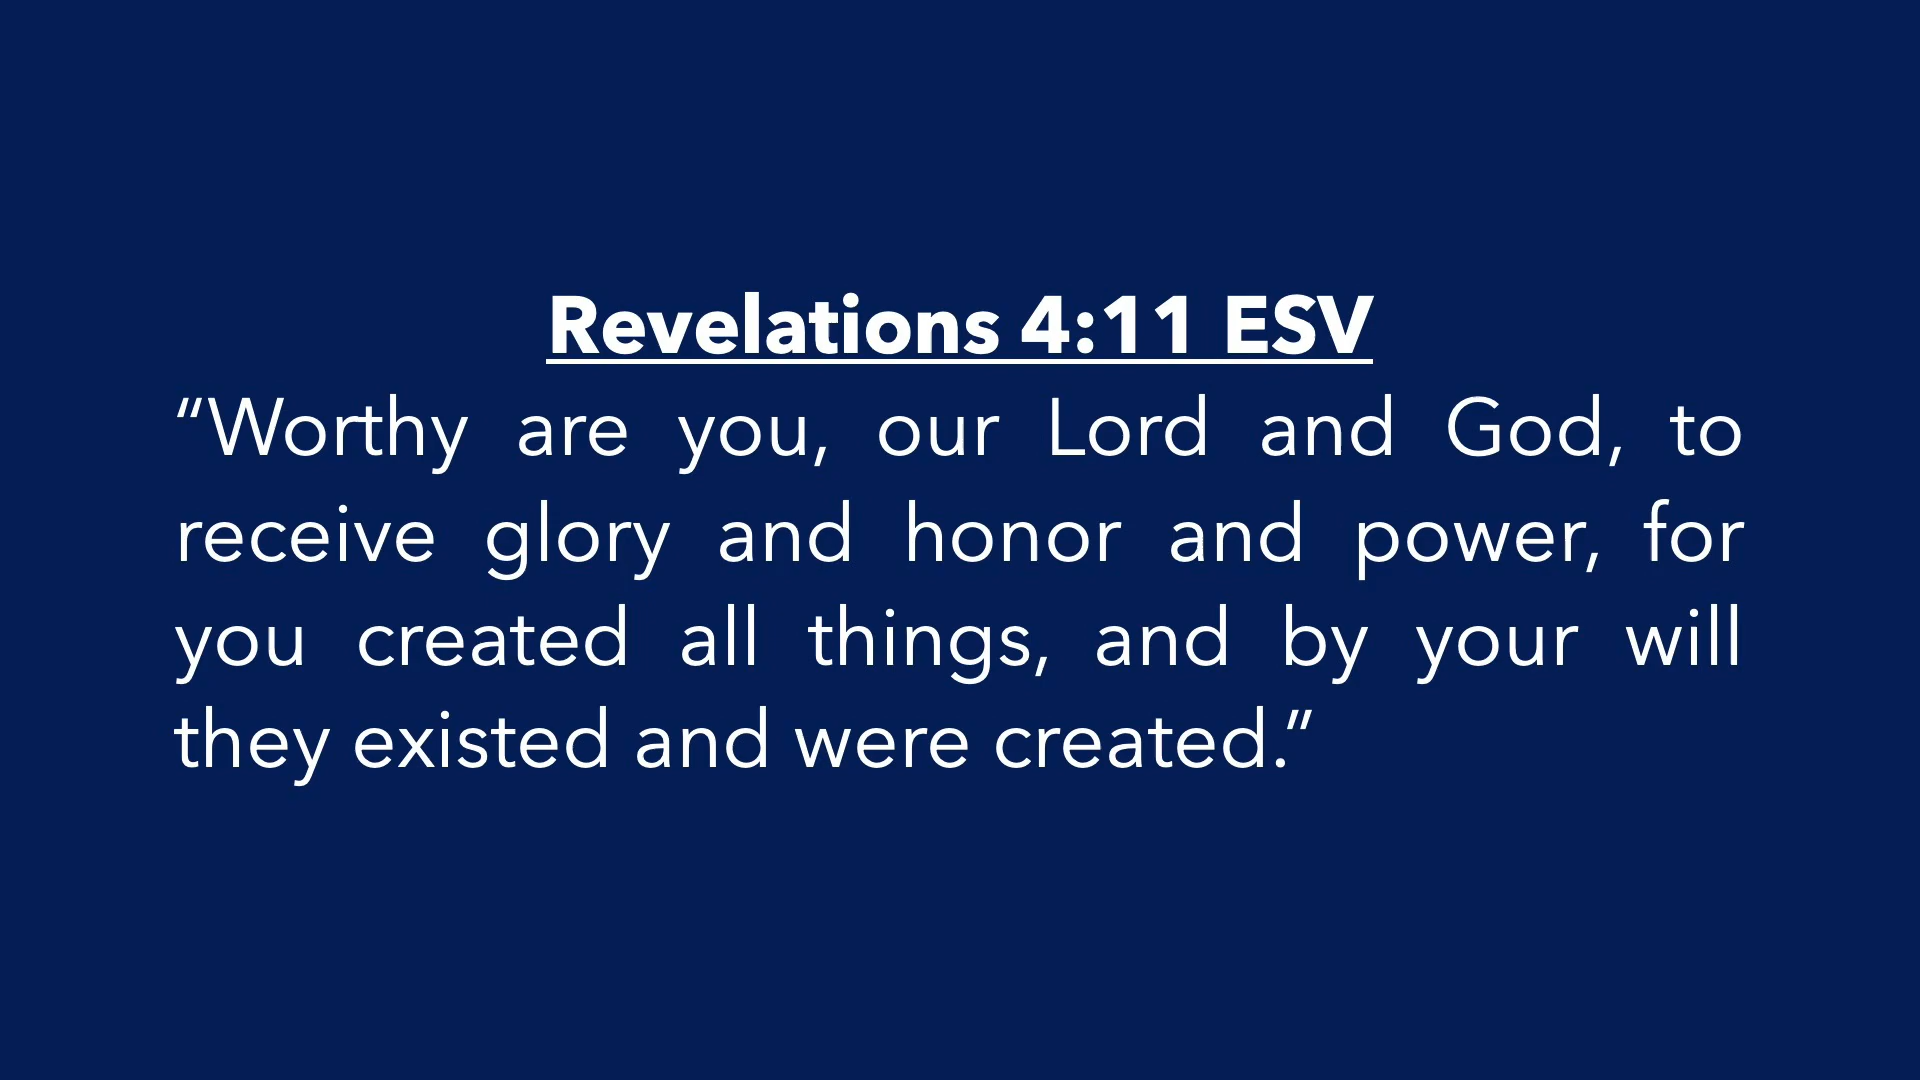 Revelations 4:11 ESV
“Worthy are you, our Lord and God, to
receive glory and honor and power, for
you created all things, and by your will
they existed and were created.”